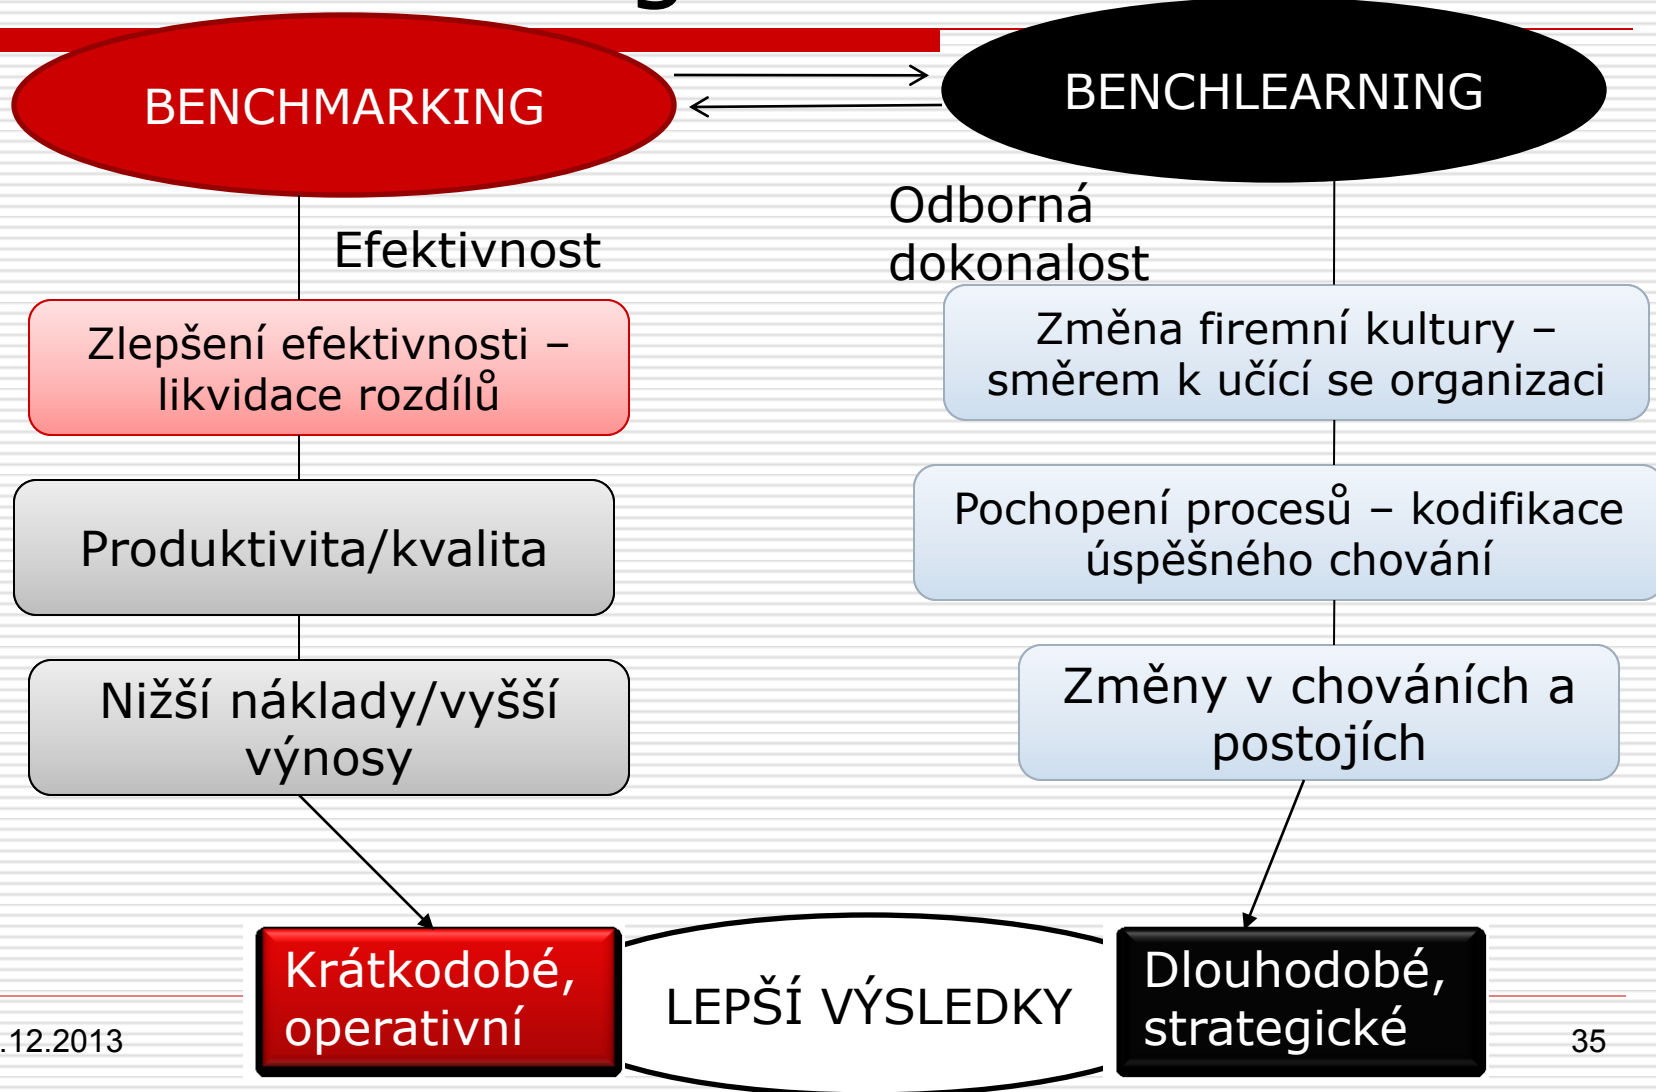 BENCHMARKING
BENCHLEARNING
Efektivnost
Odborná
dokonalost
Zlepšení efektivnosti –
likvidace rozdílů
Změna firemní kultury –
směrem k učící se organizaci
Produktivita/kvalita
Pochopení procesů – kodifikace
úspěšného chování
Nižší náklady/vyšší
výnosy
Změny v chováních a
postojích
Krátkodobé,
operativní
LEPŠÍ VÝSLEDKY
Dlouhodobé,
strategické
.12.2013
35